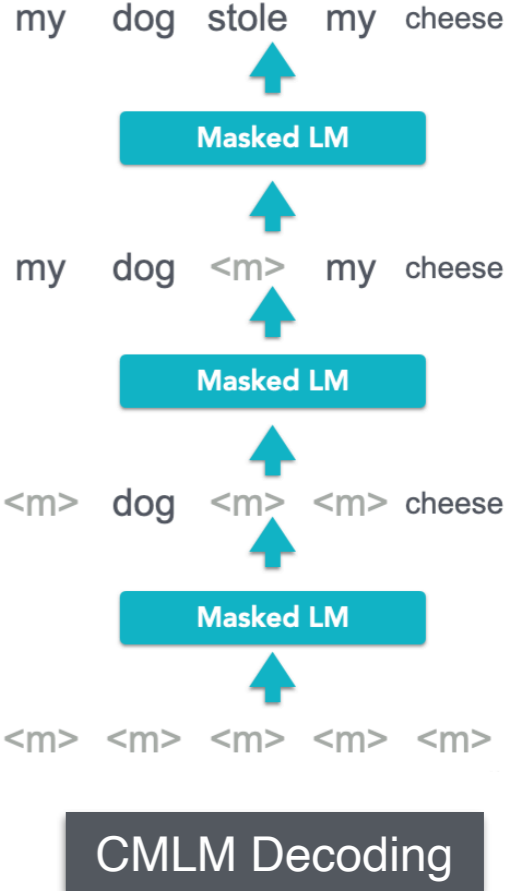 my dog stole my cheese
Masked LM
my dog <m> my cheese
Masked LM
<m> dog <m> <m> cheese
Masked LM
<m> <m> <m> <m> <m>
CMLM Decoding